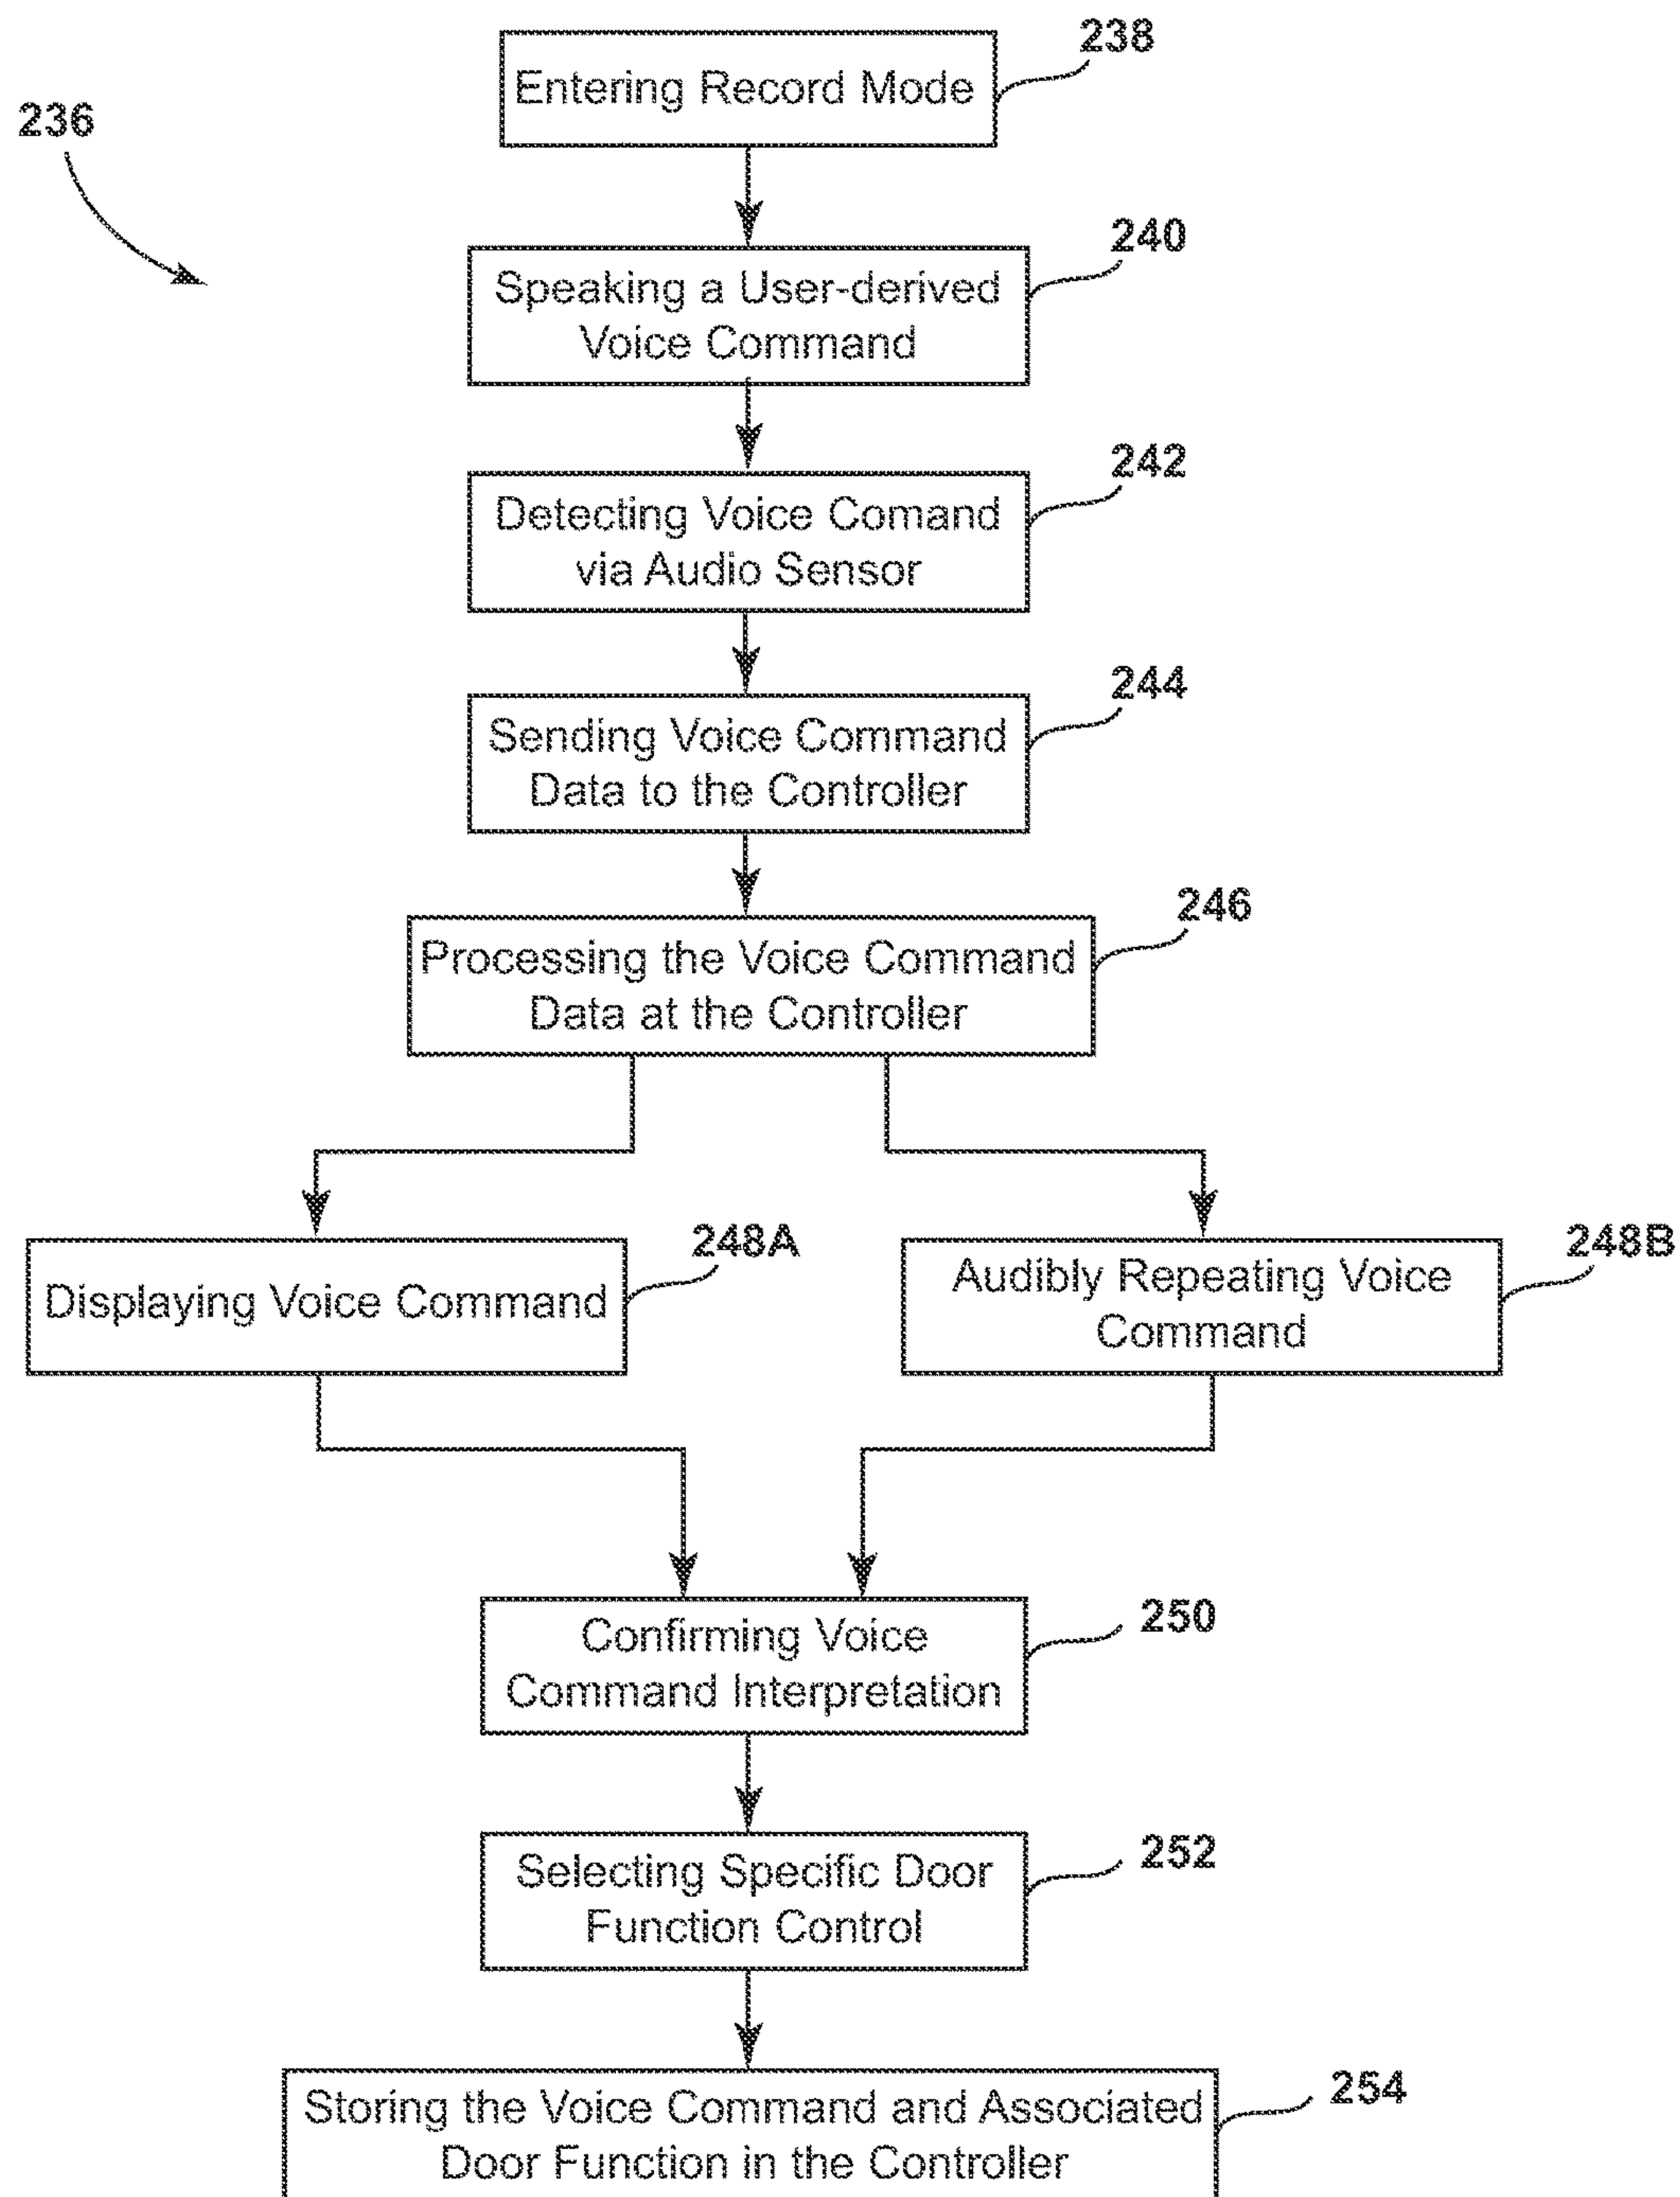 238
Entering Record Mode
236
240
Speaking a User-derived
Voice Command
242
Detecting Voice Comand
via Audio Sensor
244
Sending Voice Command
Data to the Controller
246
Processing the Voice Command
Data at the Controller
248A
Displaying Voice Command
248B
Audibly Repeating Voice
Command
250
Confirming Voice
Command Interpretation
252
Selecting Specific Door
Function Control
254
Storing the Voice Command and Associated
Door Function in the Controller